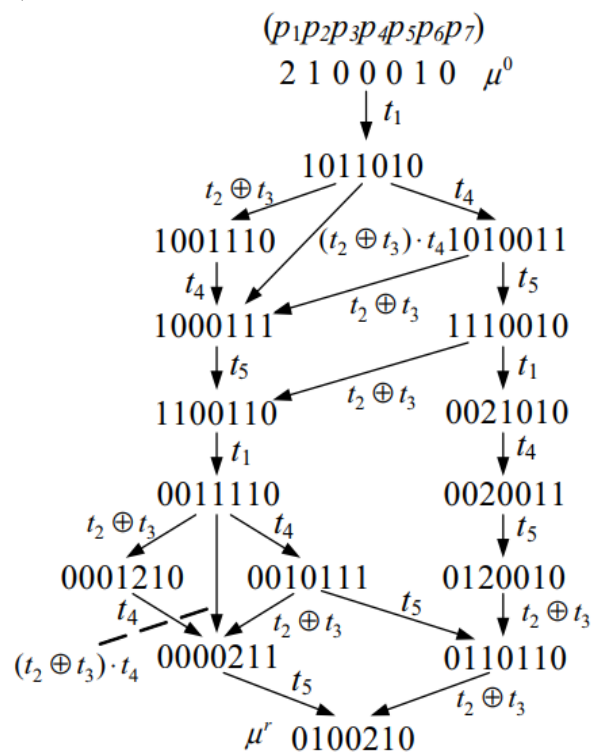 (p₁p₂p₃p₄p₅p₆p₇)
2 1 0 0 0 1 0 μ⁰
t₁
1011010
t₂ ⊕ t₃ t₄
1001110 (t₂ ⊕ t₃) · t₄ 1010011
t₄ t₂ ⊕ t₃ t₅
1000111 1110010
t₅ t₂ ⊕ t₃ t₁
1100110 0021010
t₁ t₄
0011110 0020011
t₂ ⊕ t₃ t₄ t₅
0001210 0010111 0120010
t₄ t₂ ⊕ t₃ t₅ t₂ ⊕ t₃
(t₂ ⊕ t₃) · t₄ 0000211 0110110
t₅ t₂ ⊕ t₃
μʳ 0100210